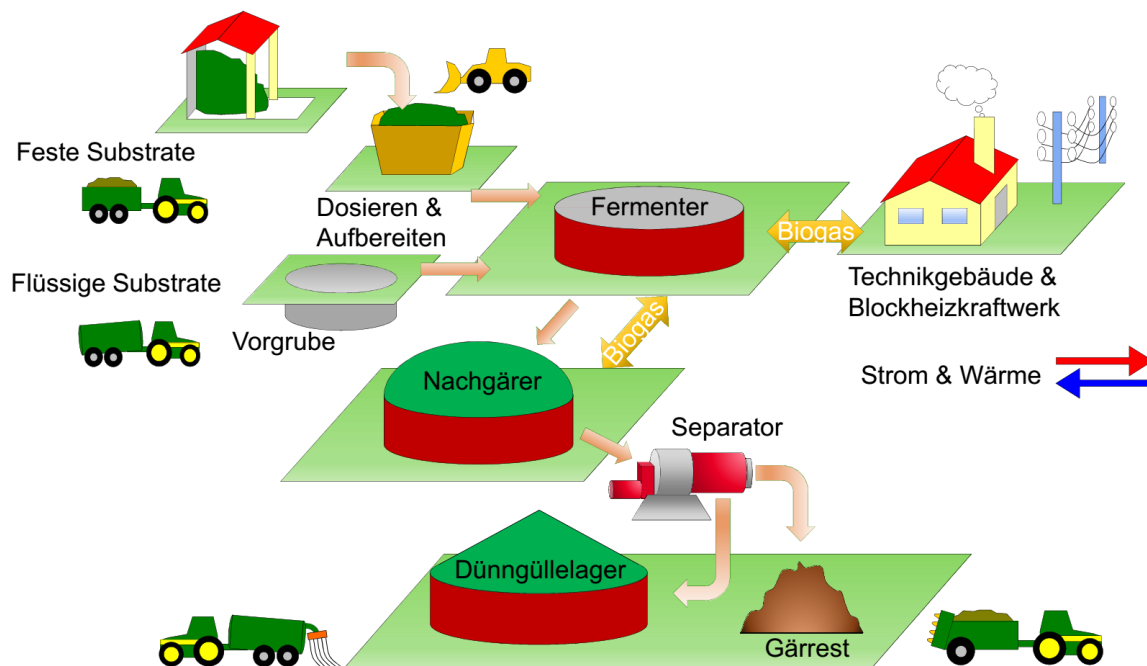 Feste Substrate
Dosieren &
Aufbereiten
Fermenter
Biogas
Technikgebäude &
Blockheizkraftwerk
Flüssige Substrate
Vorgrube
Biogas
Nachgärer
Strom & Wärme
Separator
Dünngüllelager
Gärrest